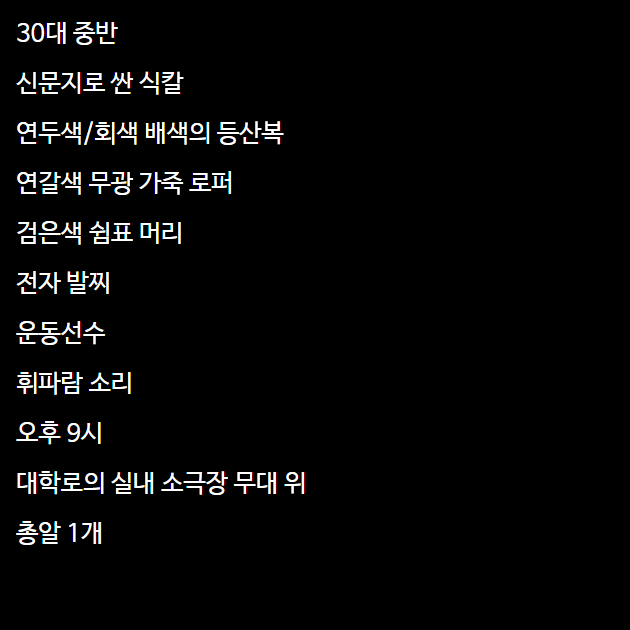 30대 중반
신문지로 싼 식칼
연두색/회색 배색의 등산복
연갈색 무광 가죽 로퍼
검은색 쉼표 머리
전자 발찌
운동선수
휘파람 소리
오후 9시
대학로의 실내 소극장 무대 위
총알 1개